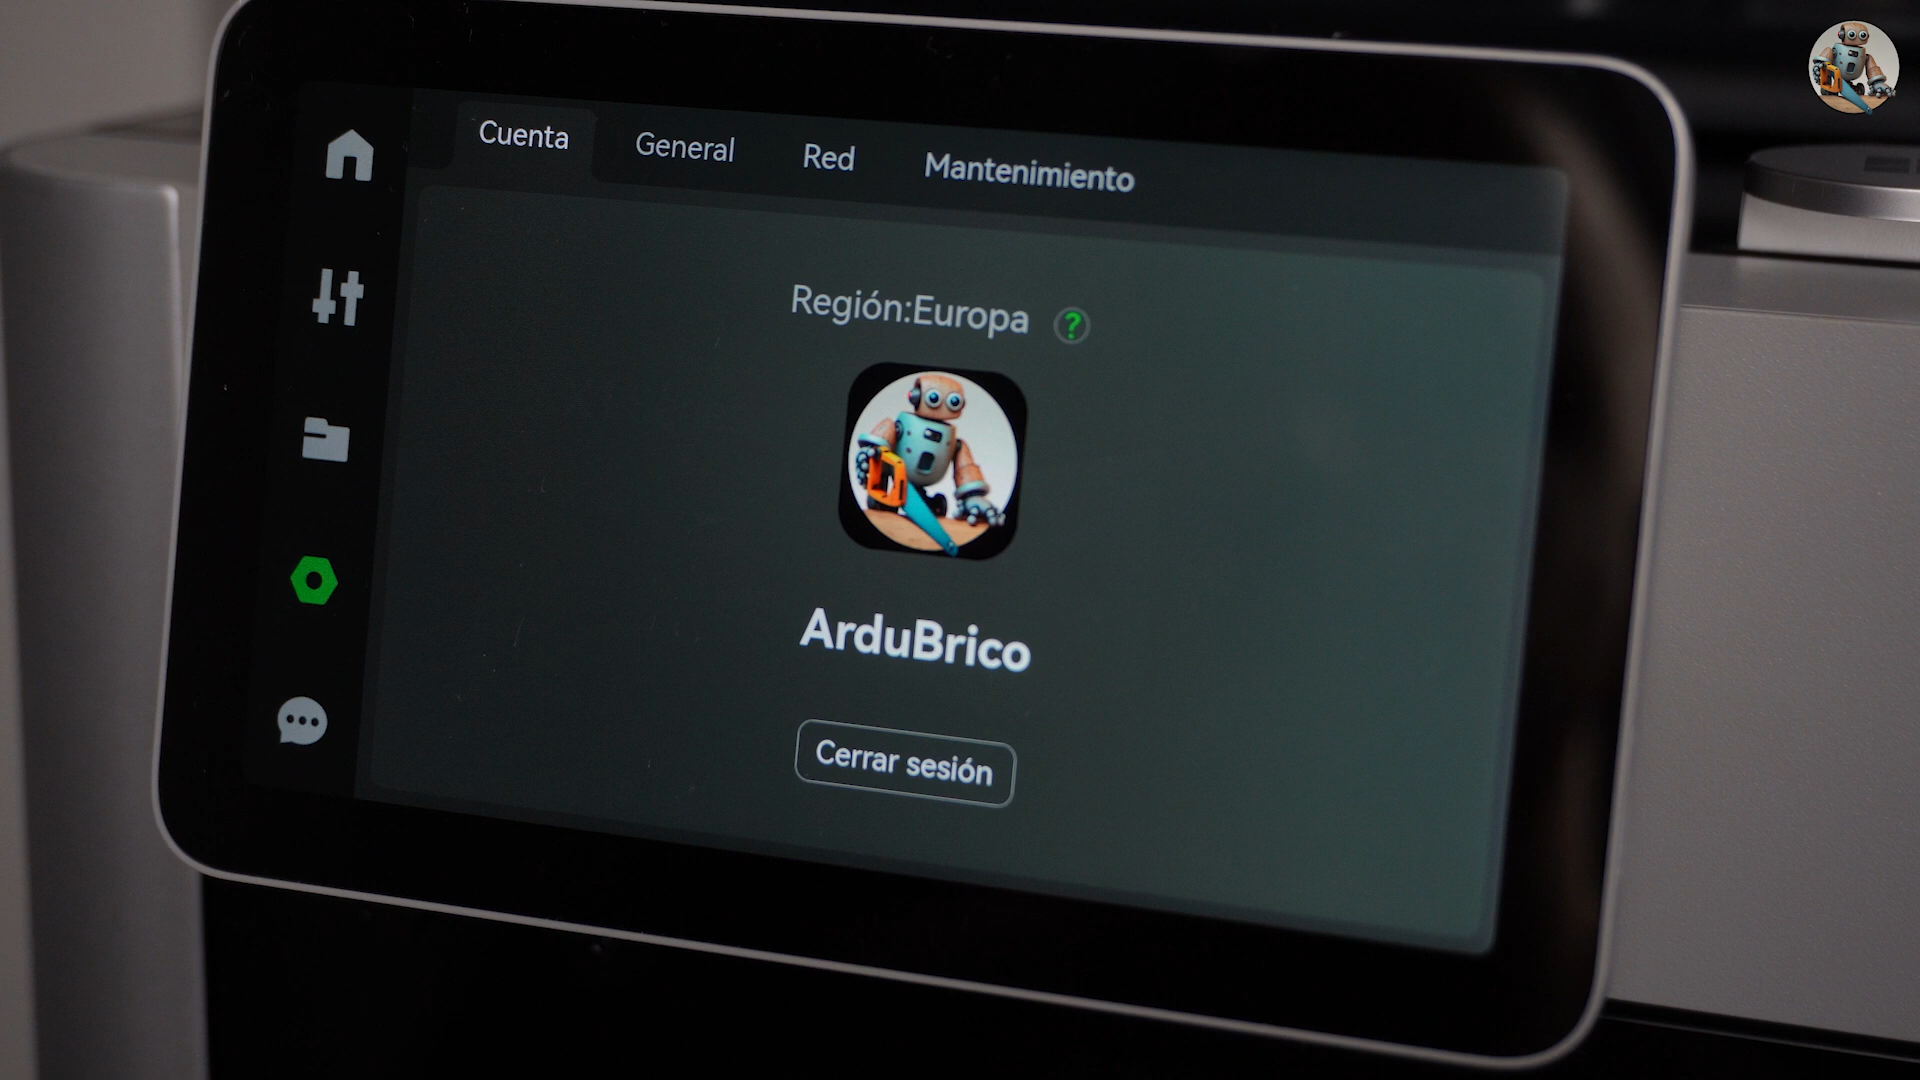 Cuenta
General
Red
Mantenimiento
Región:Europa
?
ArduBrico
Cerrar sesión